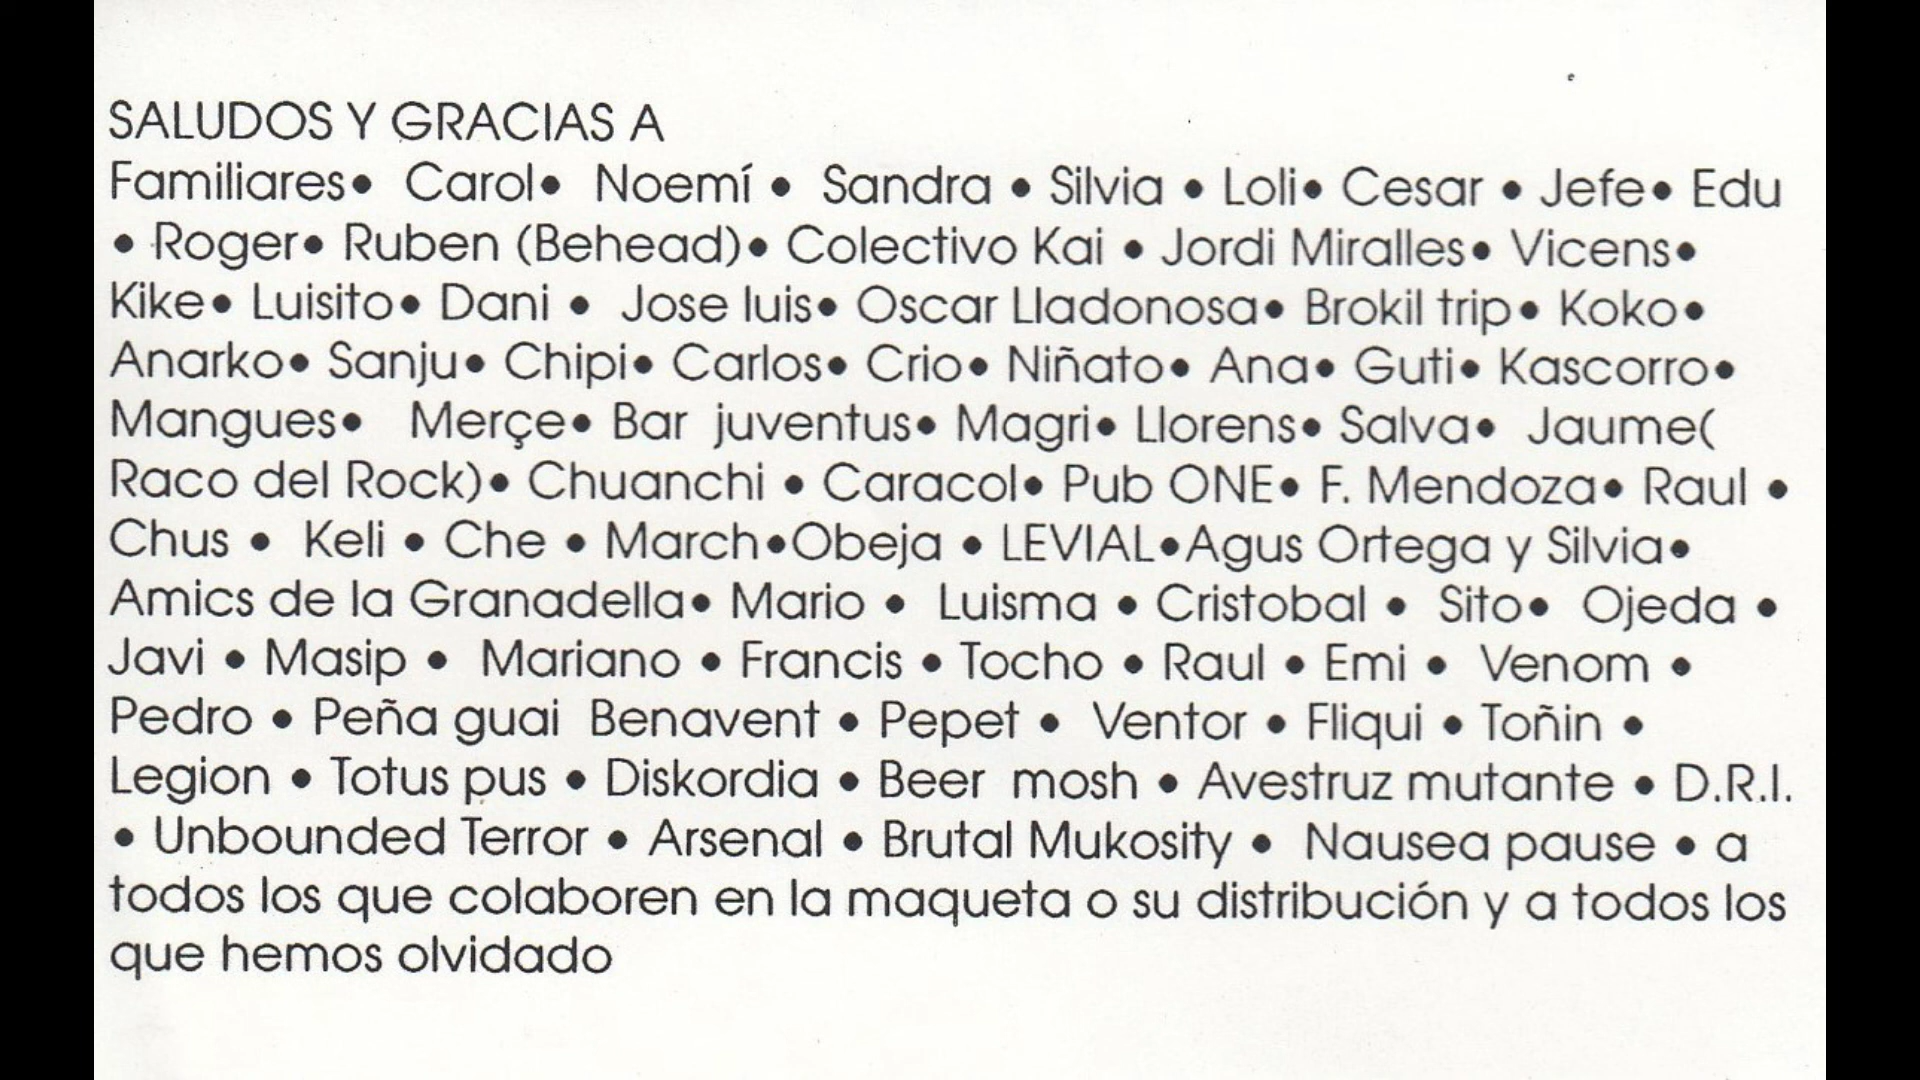 SALUDOS Y GRACIAS A
Familiares• Carol• Noemí • Sandra • Silvia • Loli• Cesar • Jefe• Edu
• Roger• Ruben (Behead)• Colectivo Kai • Jordi Miralles• Vicens•
Kike• Luisito• Dani • Jose luis• Oscar Lladonosa• Brokil trip• Koko•
Anarko• Sanju• Chipi• Carlos• Crio• Niñato• Ana• Guti• Kascorro•
Mangues• Merçe• Bar juventus• Magri• Llorens• Salva• Jaume(
Raco del Rock)• Chuanchi • Caracol• Pub ONE• F. Mendoza• Raul •
Chus • Keli • Che • March•Obeja • LEVIAL•Agus Ortega y Silvia•
Amics de la Granadella• Mario • Luisma • Cristobal • Sito• Ojeda •
Javi • Masip • Mariano • Francis • Tocho • Raul • Emi • Venom •
Pedro • Peña guai Benavent • Pepet • Ventor • Fliqui • Toñin •
Legion • Totus pus • Diskordia • Beer mosh • Avestruz mutante • D.R.I.
• Unbounded Terror • Arsenal • Brutal Mukosity • Nausea pause • a
todos los que colaboren en la maqueta o su distribución y a todos los
que hemos olvidado